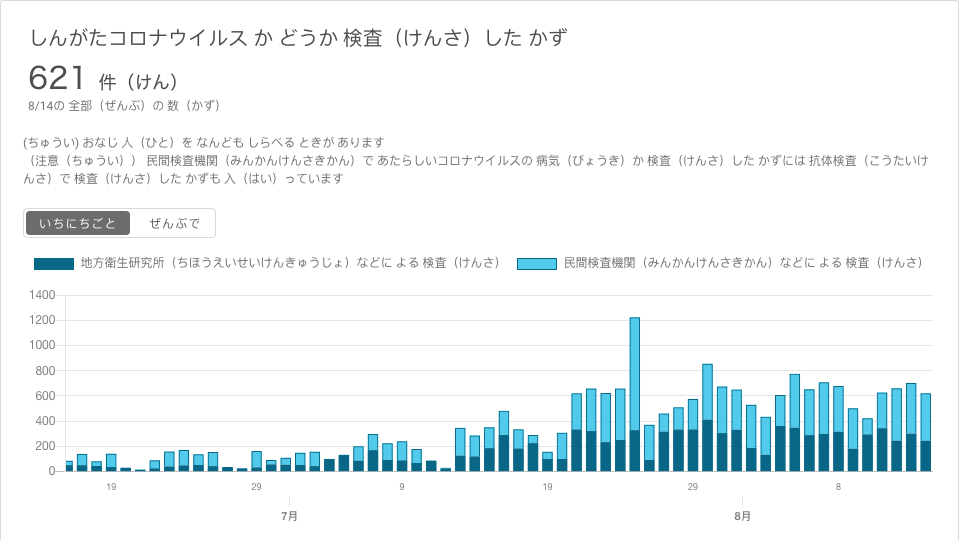 しんがたコロナウイルス か どうか 検査（けんさ）した かず
621 件（けん）
8/14の 全部（ぜんぶ）の 数（かず）
(ちゅうい) おなじ 人（ひと）を なんども しらべる ときが あります
（注意（ちゅうい）） 民間検査機関（みんかんけんさきかん）で あたらしいコロナウイルスの 病気（びょうき）か 検査（けんさ）した かずには 抗体検査（こうたいけ
んさ）で 検査（けんさ）した かずも 入（はい）っています
いちにちごと ぜんぶで
地方衛生研究所（ちほうえいせいけんきゅうじょ）などに よる 検査（けんさ） 民間検査機関（みんかんけんさきかん）などに よる 検査（けんさ）
1400
1200
1000
800
600
400
200
0
19 29 9 19 29 8
7月 8月